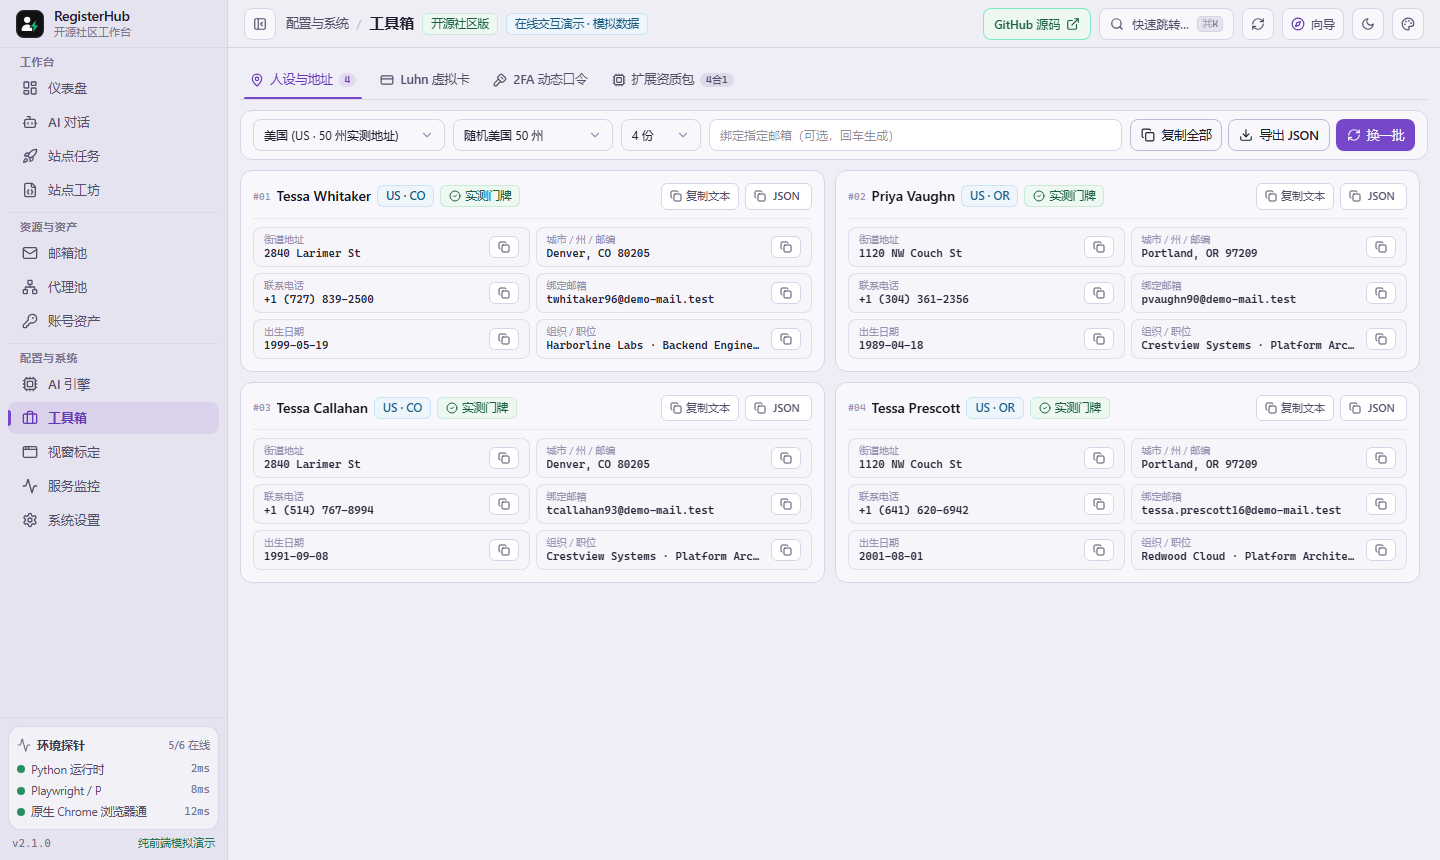 RegisterHub
开源社区工作台
工作台
仪表盘
AI 对话
站点任务
站点工坊
资源与资产
邮箱池
代理池
账号资产
配置与系统
AI 引擎
工具箱
视窗标定
服务监控
系统设置
环境探针 5/6 在线
Python 运行时 2ms
Playwright / P 8ms
原生 Chrome 浏览器通 12ms
v2.1.0 纯前端模拟演示
配置与系统 / 工具箱 开源社区版 在线交互演示 · 模拟数据 GitHub 源码 快速跳转... ⌘K 向导
人设与地址 4 Luhn 虚拟卡 2FA 动态口令 扩展资质包 4合1
美国 (US · 50 州实测地址) 随机美国 50 州 4 份 绑定指定邮箱（可选，回车生成） 复制全部 导出 JSON 换一批
#01 Tessa Whitaker US · CO 实测门牌 复制文本 JSON
街道地址 城市 / 州 / 邮编
2840 Larimer St Denver, CO 80205
联系电话 绑定邮箱
+1 (727) 839-2500 twhitaker96@demo-mail.test
出生日期 组织 / 职位
1999-05-19 Harborline Labs · Backend Engine…
#02 Priya Vaughn US · OR 实测门牌 复制文本 JSON
街道地址 城市 / 州 / 邮编
1120 NW Couch St Portland, OR 97209
联系电话 绑定邮箱
+1 (304) 361-2356 pvaughn90@demo-mail.test
出生日期 组织 / 职位
1989-04-18 Crestview Systems · Platform Arc…
#03 Tessa Callahan US · CO 实测门牌 复制文本 JSON
街道地址 城市 / 州 / 邮编
2840 Larimer St Denver, CO 80205
联系电话 绑定邮箱
+1 (514) 767-8994 tcallahan93@demo-mail.test
出生日期 组织 / 职位
1991-09-08 Crestview Systems · Platform Arc…
#04 Tessa Prescott US · OR 实测门牌 复制文本 JSON
街道地址 城市 / 州 / 邮编
1120 NW Couch St Portland, OR 97209
联系电话 绑定邮箱
+1 (641) 620-6942 tessa.prescott16@demo-mail.test
出生日期 组织 / 职位
2001-08-01 Redwood Cloud · Platform Archite…